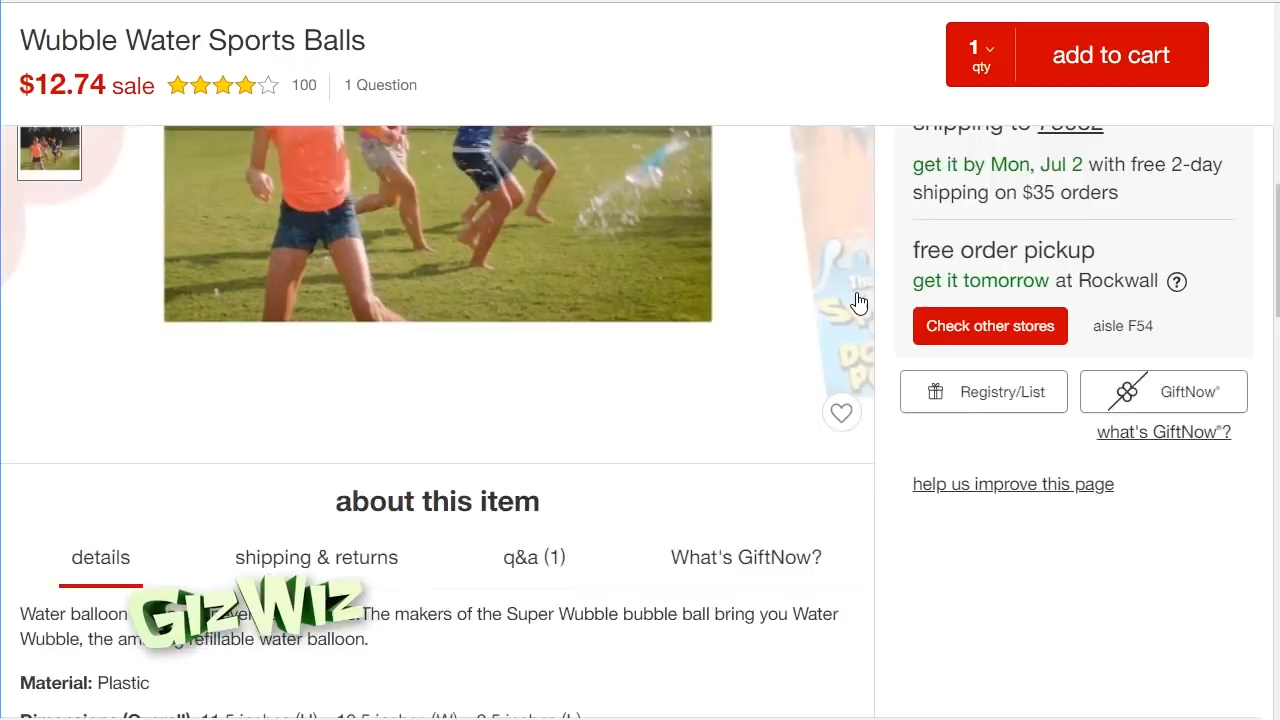 Wubble Water Sports Balls
$12.74 sale
100
1 Question
1
qty
add to cart
shipping to
get it by Mon, Jul 2 with free 2-day
shipping on $35 orders
free order pickup
get it tomorrow at Rockwall ?
Check other stores
aisle F54
Registry/List
GiftNow®
what's GiftNow®?
help us improve this page
about this item
details
shipping & returns
q&a (1)
What's GiftNow?
GizWiz
Water balloon The makers of the Super Wubble bubble ball bring you Water
Wubble, the refillable water balloon.
Material: Plastic